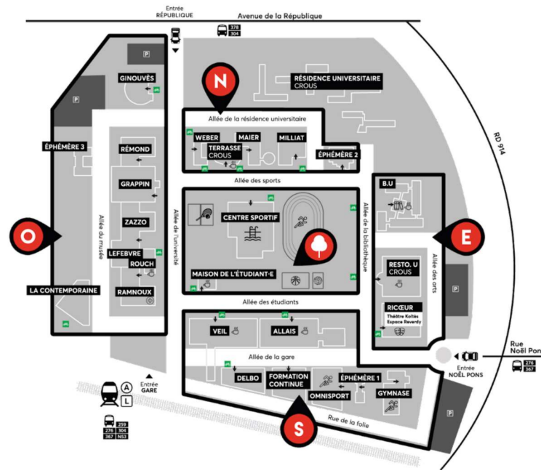 Entrée
RÉPUBLIQUE
378
304
Avenue de la République
P
GINOUVÈS
P
N
RÉSIDENCE UNIVERSITAIRE
CROUS
Allée de la résidence universitaire
WEBER
MAIER
MILLIAT
TERRASSE
CROUS
ÉPHÉMÈRE 2
ÉPHÉMÈRE 3
RÉMOND
GRAPPIN
Allée des sports
RD 914
B.U
ZAZZO
CENTRE SPORTIF
O
E
Allée du musée
Allée de l'université
Allée de la bibliothèque
Allée des arts
LEFEBVRE
ROUCH
MAISON DE L'ÉTUDIANT·E
RESTO. U
CROUS
P
LA CONTEMPORAINE
RAMNOUX
Allée des étudiants
RICŒUR
Théâtre Koltès
Espace Reverdy
VEIL
ALLAIS
Rue
Noël Pons
Allée de la gare
Entrée
NOËL PONS
276
367
Entrée
GARE
DELBO
FORMATION
CONTINUE
ÉPHÉMÈRE 1
OMNISPORT
GYMNASE
A
L
S
P
Rue de la folie
259
276 304
367 N53